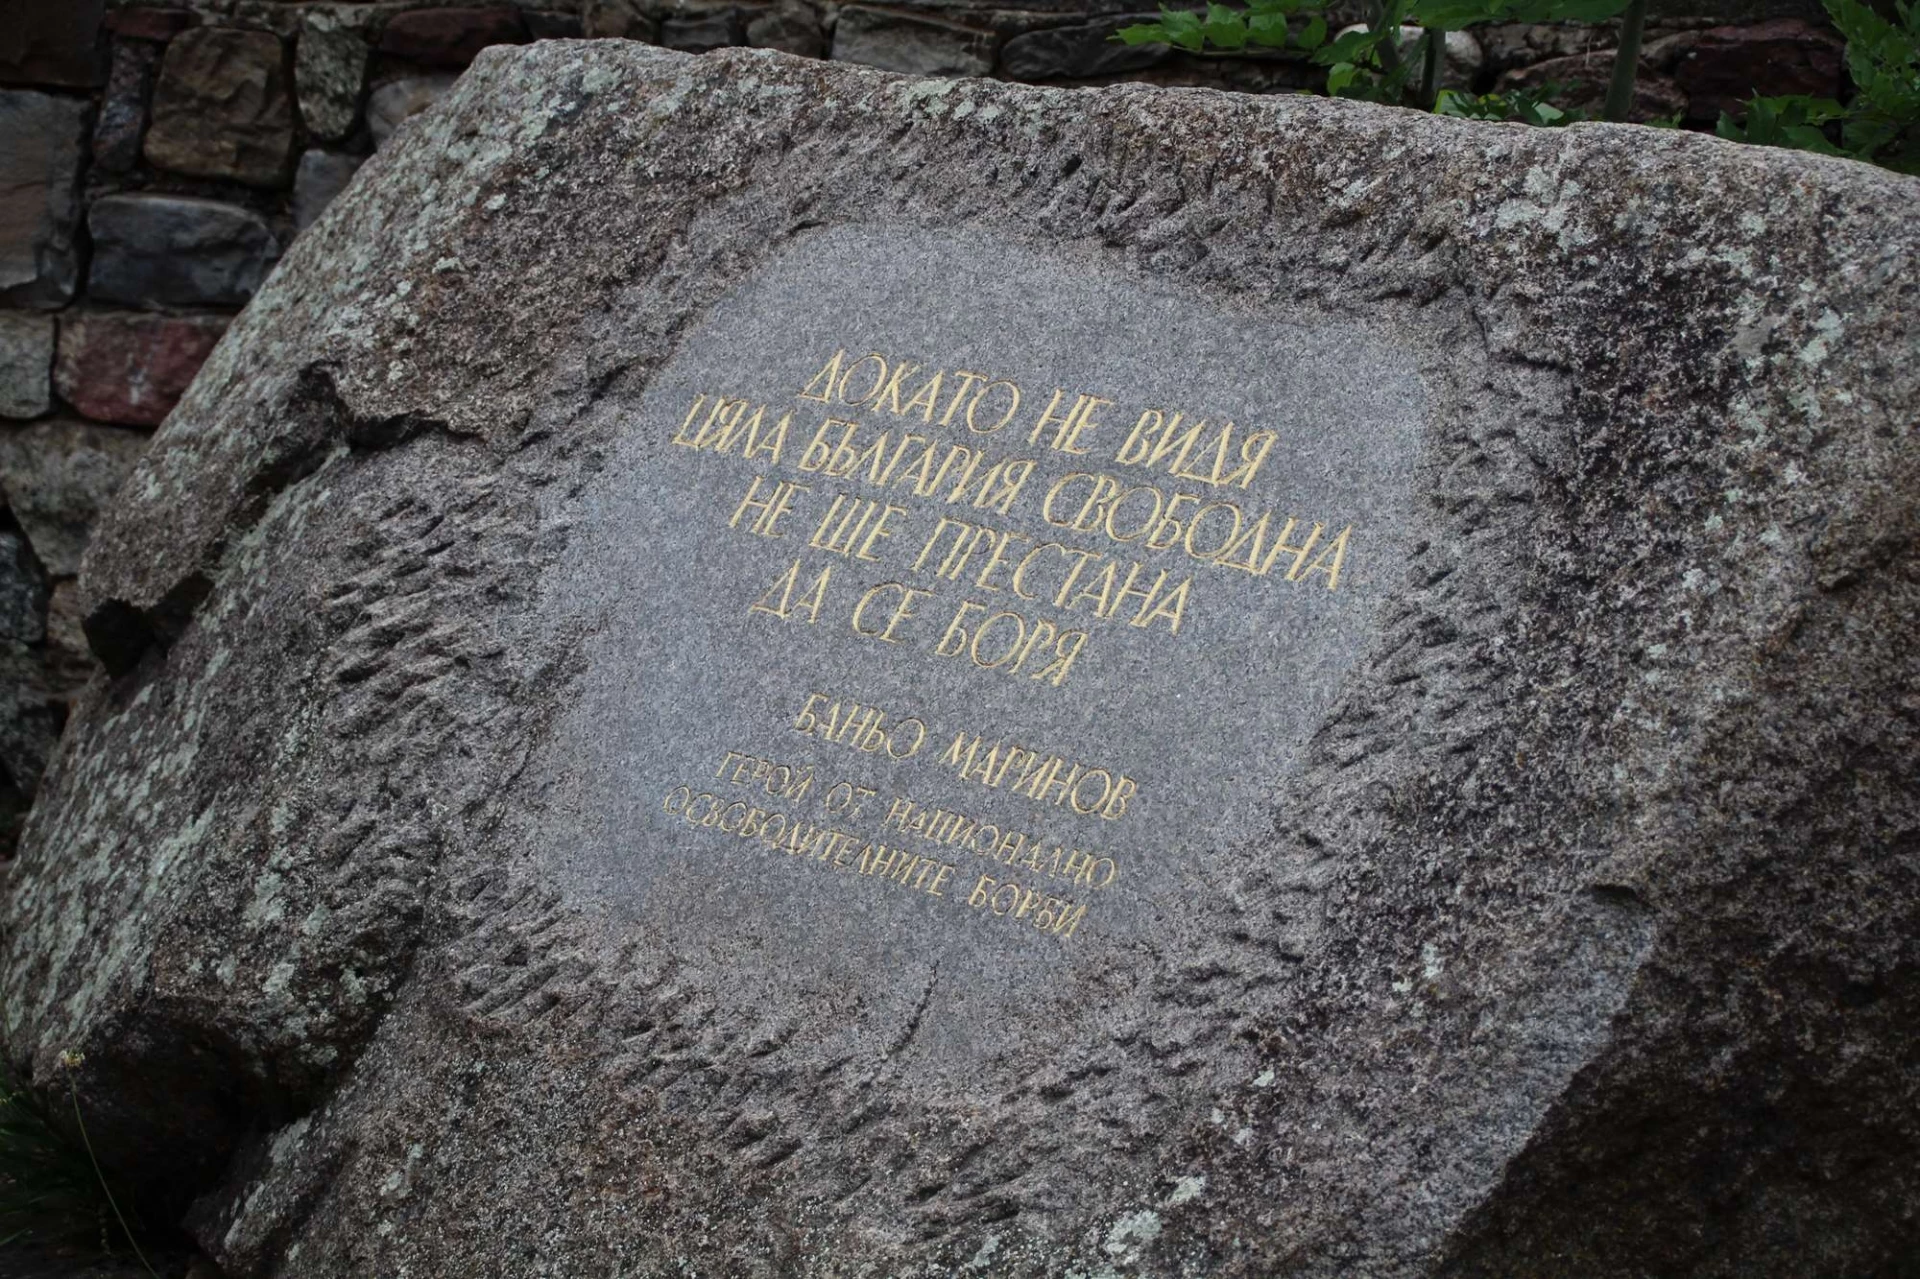 ДОКАТО НЕ ВИДЯ
ЦЯЛА БЪЛГАРИЯ СВОБОДНА
НЕ ЩЕ ПРЕСТАНА
ДА СЕ БОРЯ
БАНЬО МАРИНОВ
ГЕРОЙ ОТ НАЦИОНАЛНО
ОСВОБОДИТЕЛНИТЕ БОРБИ